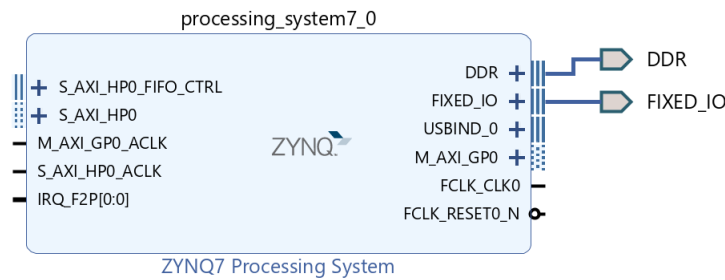 processing_system7_0
S_AXI_HP0_FIFO_CTRL
S_AXI_HP0
M_AXI_GP0_ACLK
S_AXI_HP0_ACLK
IRQ_F2P[0:0]
ZYNQ
DDR
FIXED_IO
USBIND_0
M_AXI_GP0
FCLK_CLK0
FCLK_RESET0_N
DDR
FIXED_IO
ZYNQ7 Processing System